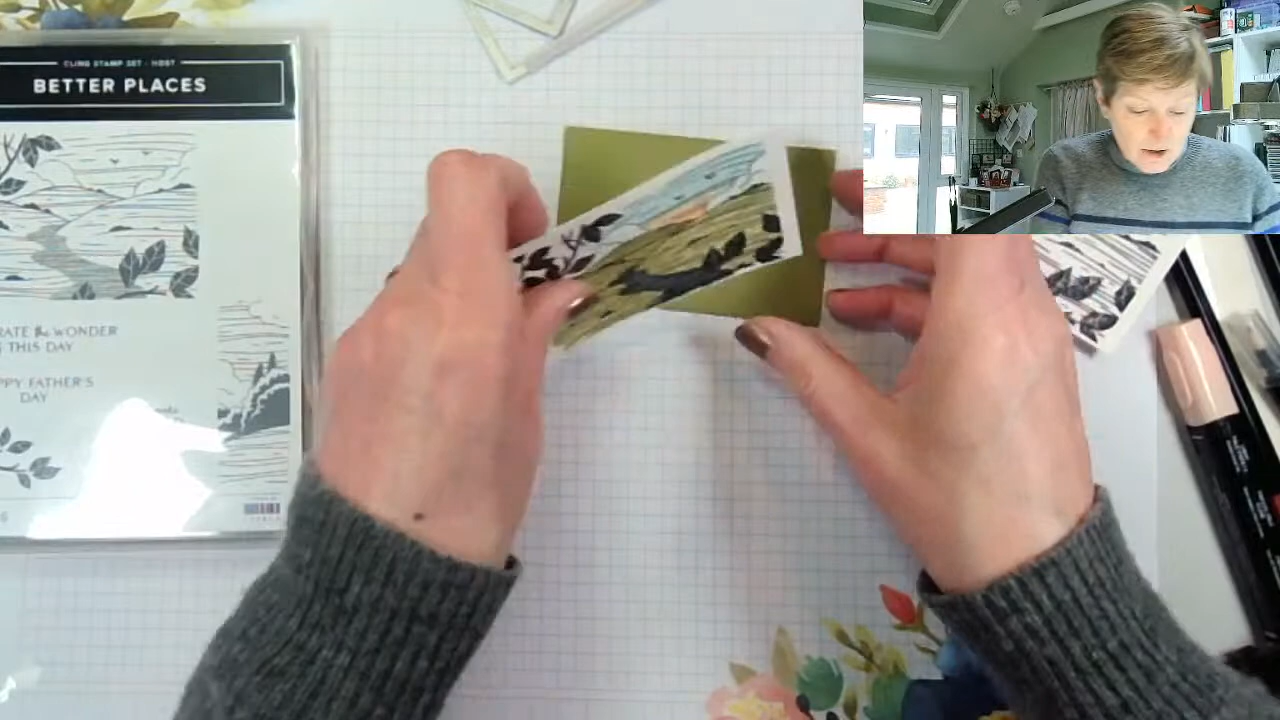 CLING STAMP SET · HOST
BETTER PLACES
RATE the WONDER
THIS DAY
PPY FATHER'S
DAY